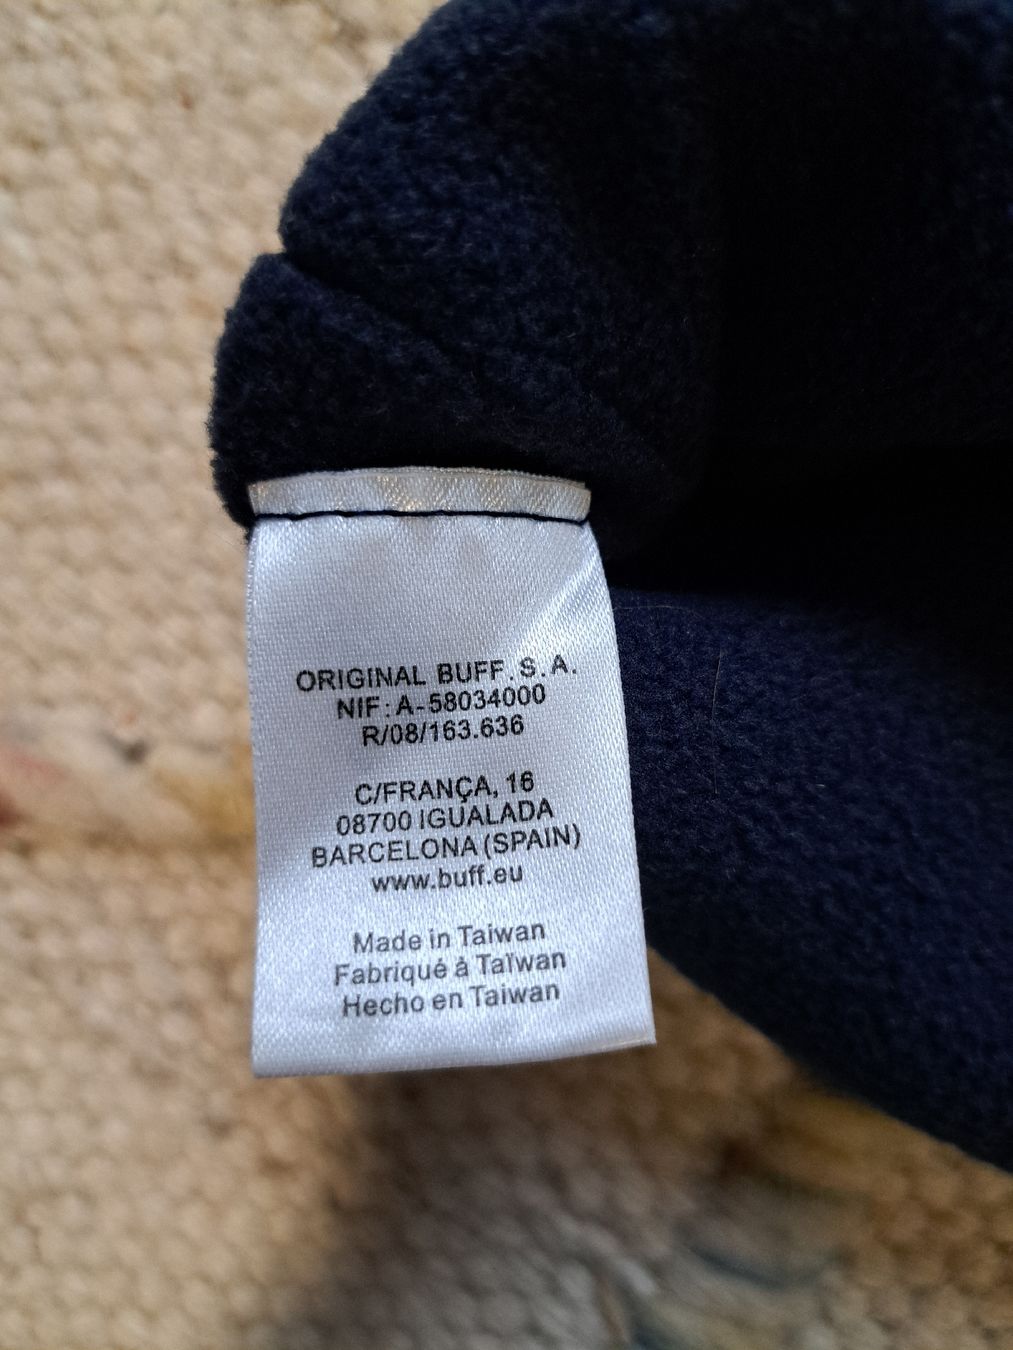 ORIGINAL BUFF. S. A.
NIF: A-58034000
R/08/163.636
C/FRANÇA, 16
08700 IGUALADA
BARCELONA (SPAIN)
www.buff.eu
Made in Taiwan
Fabriqué à Taïwan
Hecho en Taiwan